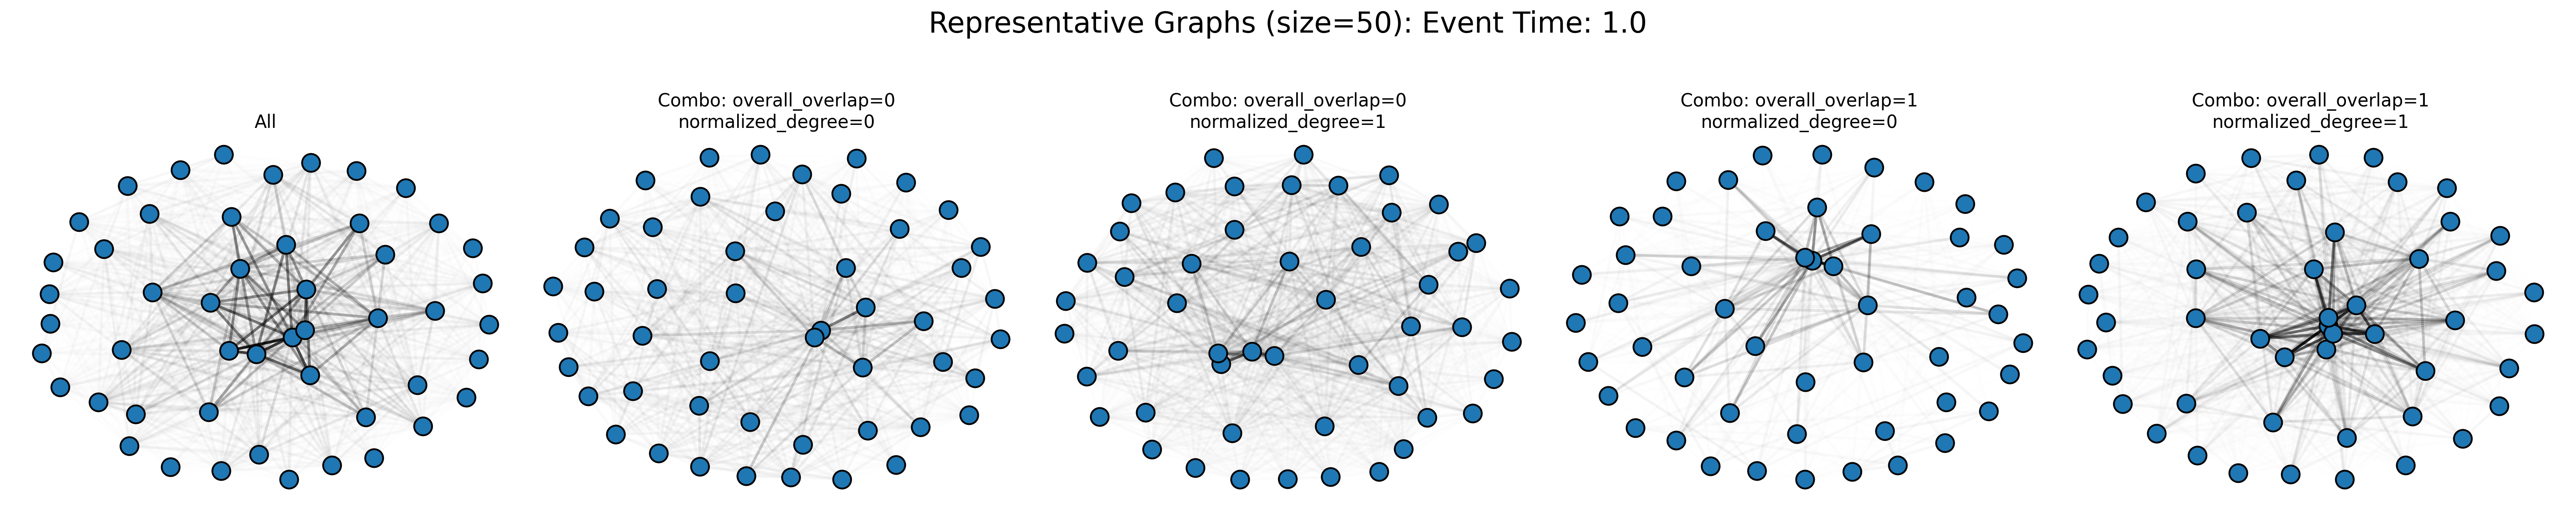 Representative Graphs (size=50): Event Time: 1.0
All
Combo: overall_overlap=0
normalized_degree=0
Combo: overall_overlap=0
normalized_degree=1
Combo: overall_overlap=1
normalized_degree=0
Combo: overall_overlap=1
normalized_degree=1